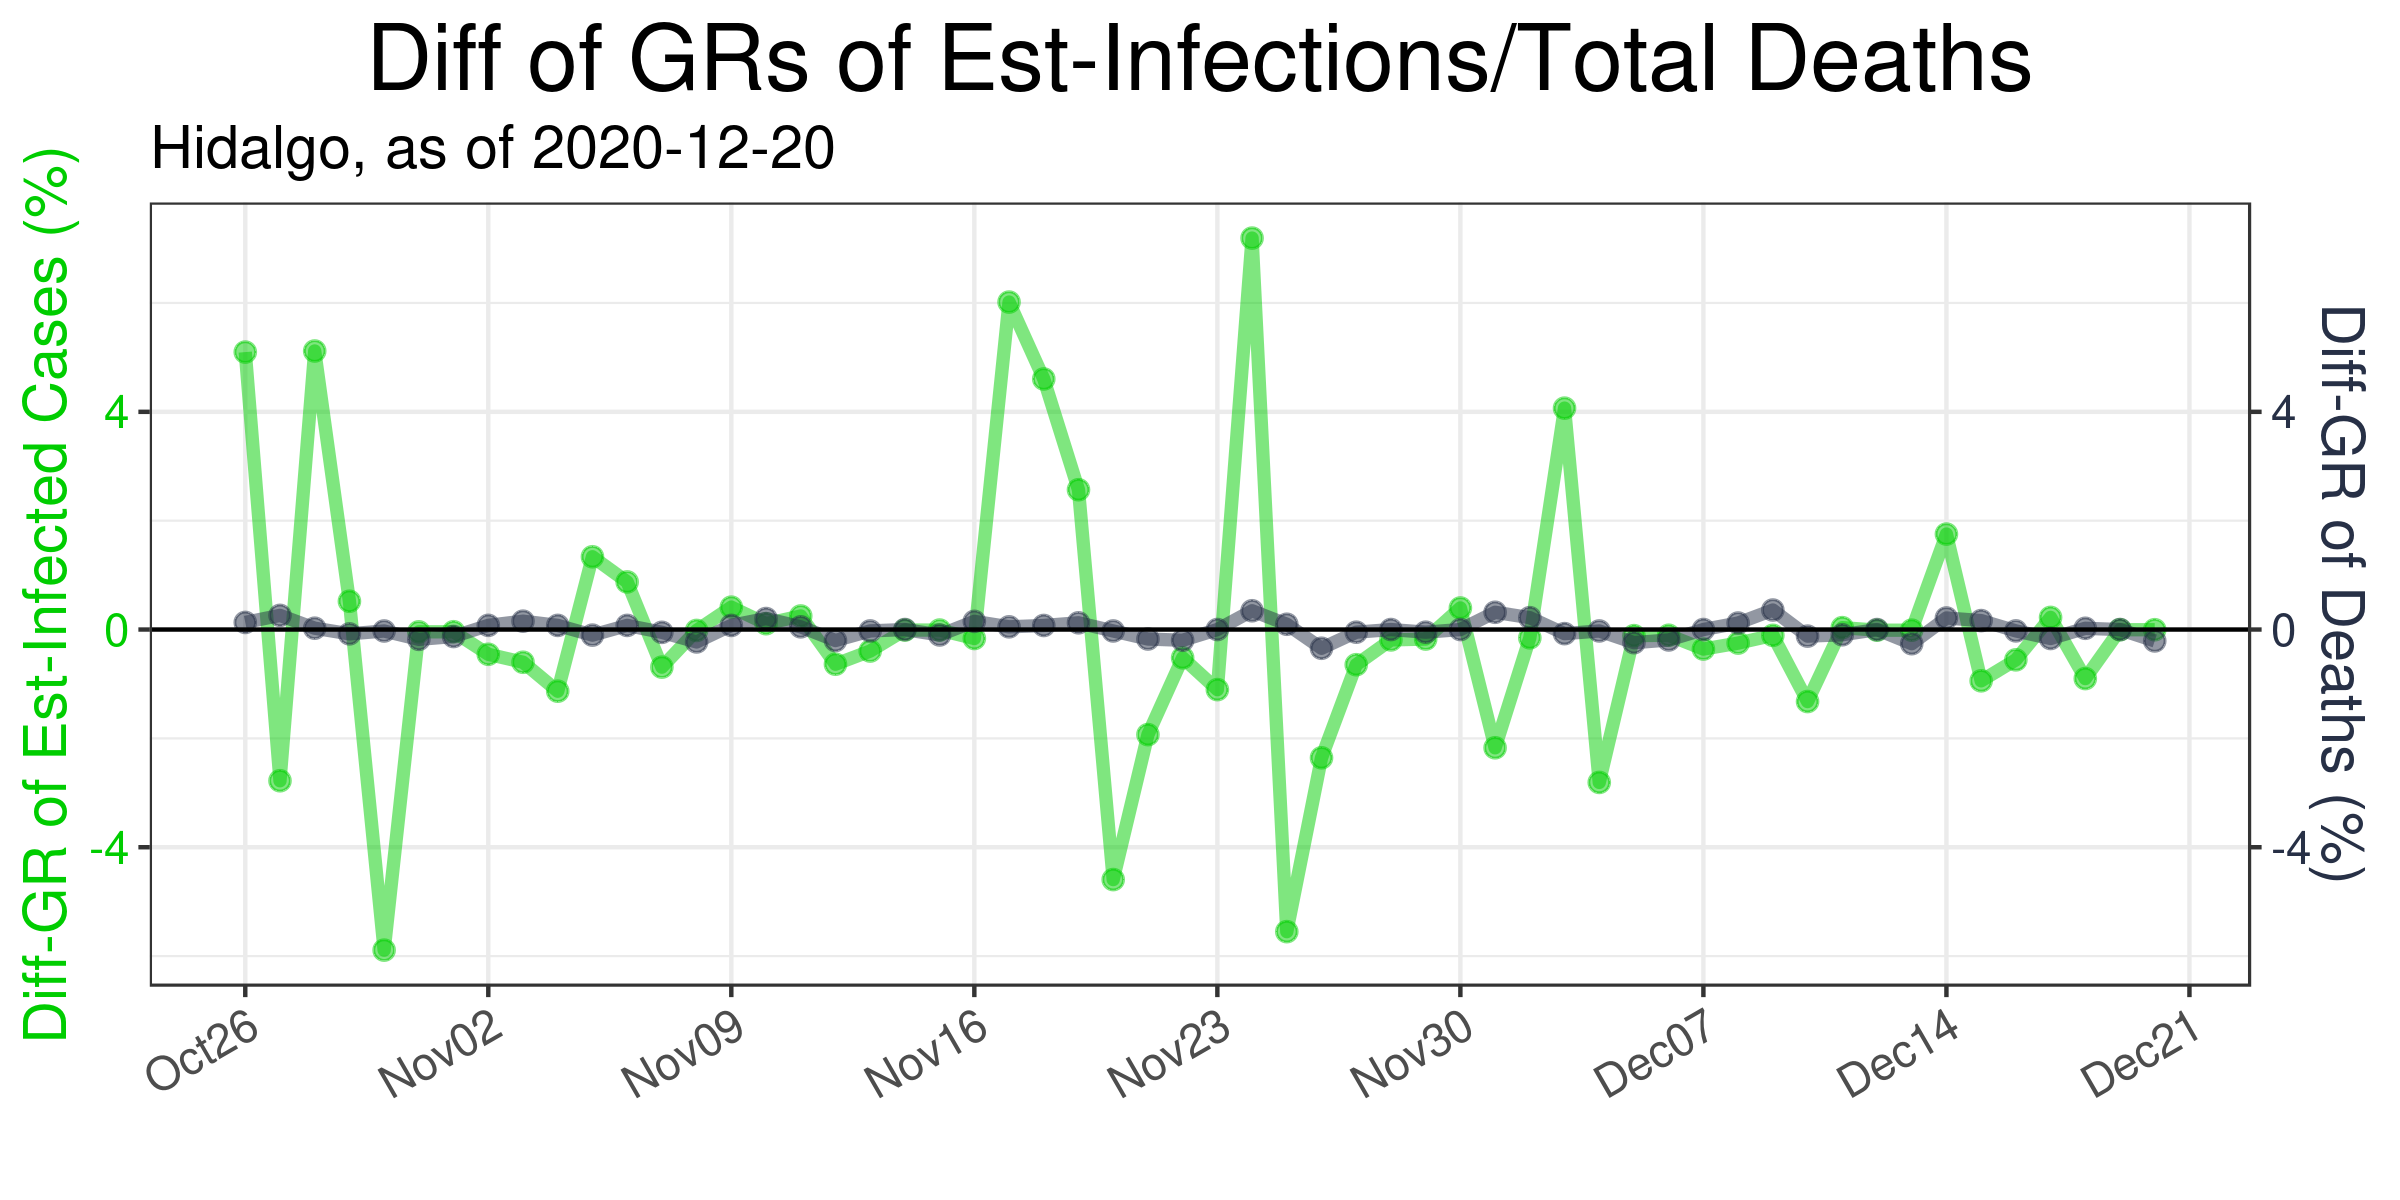 Diff of GRs of Est-Infections/Total Deaths
Hidalgo, as of 2020-12-20
Diff-GR of Est-Infected Cases (%)
4
0
-4
4
0
-4
Diff-GR of Deaths (%)
Oct26
Nov02
Nov09
Nov16
Nov23
Nov30
Dec07
Dec14
Dec21